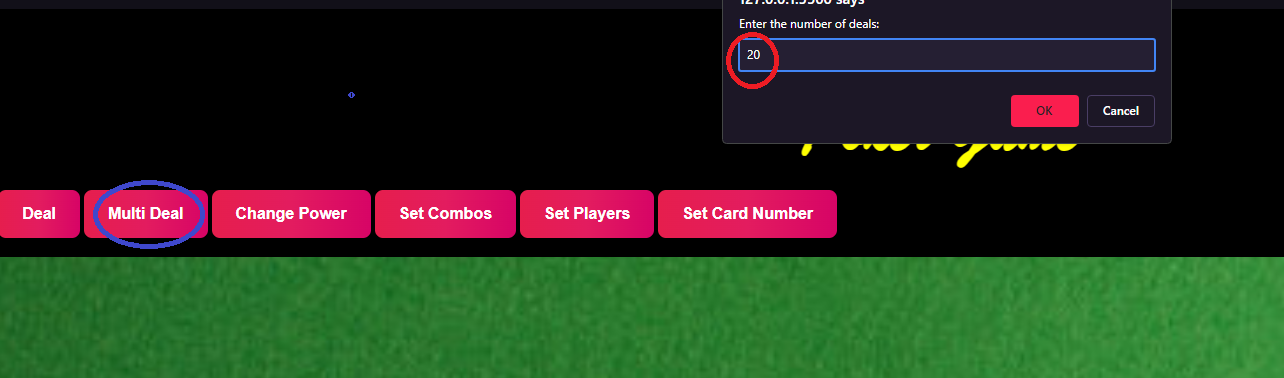 127.0.0.1:5500 says
Enter the number of deals:
20
OK
Cancel
Deal
Multi Deal
Change Power
Set Combos
Set Players
Set Card Number